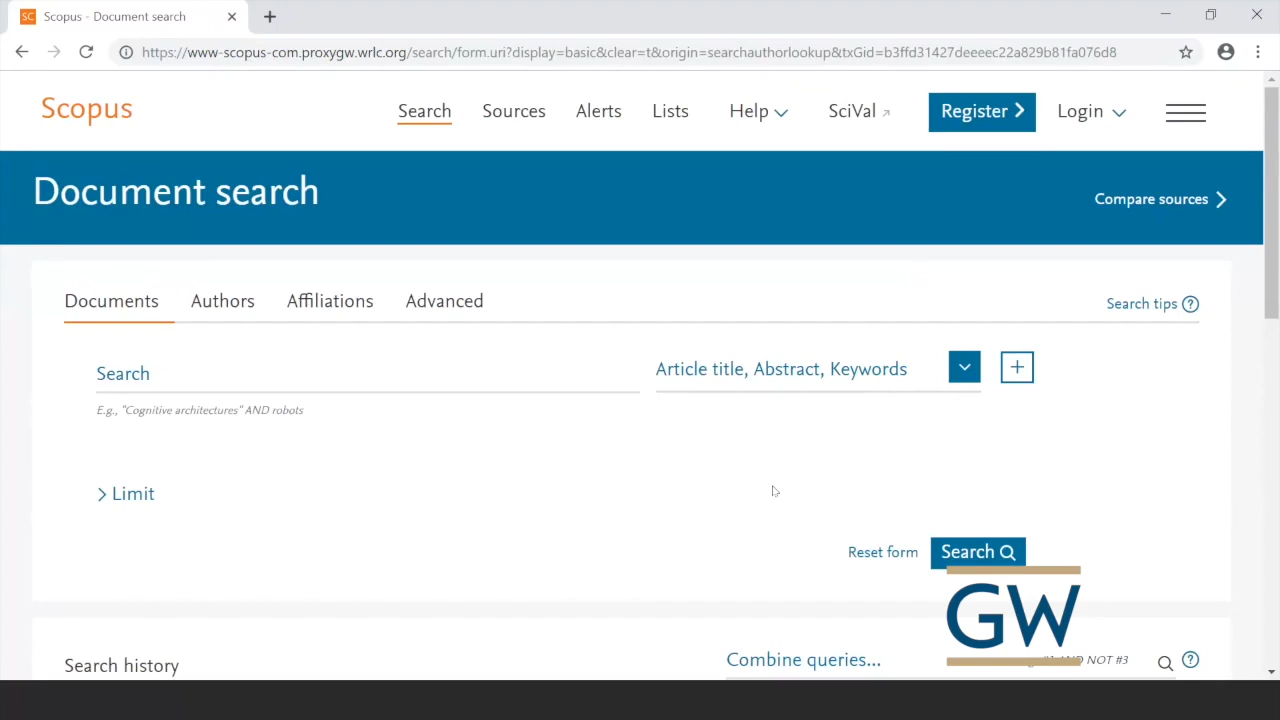 SC Scopus - Document search
https://www-scopus-com.proxygw.wrlc.org/search/form.uri?display=basic&clear=t&origin=searchauthorlookup&txGid=b3ffd31427deeeec22a829b81fa076d8
Scopus Search Sources Alerts Lists Help SciVal Register Login
Document search
Compare sources
Documents Authors Affiliations Advanced
Search tips
Search Article title, Abstract, Keywords
E.g., "Cognitive architectures" AND robots
Limit
Reset form Search
GW
Search history Combine queries... AND NOT #3